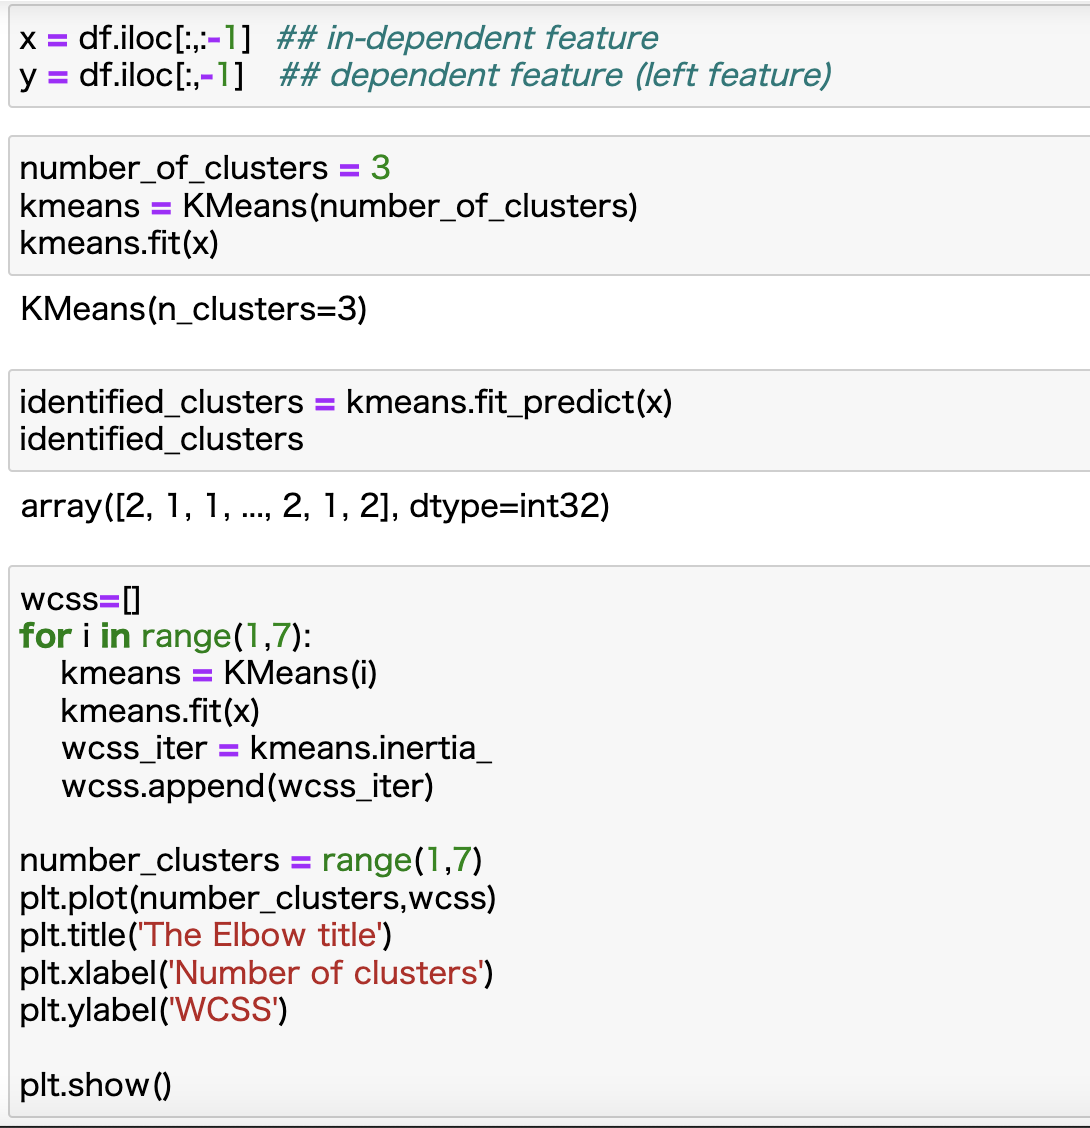 x = df.iloc[:,:-1]  ## in-dependent feature
y = df.iloc[:,-1]   ## dependent feature (left feature)
number_of_clusters = 3
kmeans = KMeans(number_of_clusters)
kmeans.fit(x)
KMeans(n_clusters=3)
identified_clusters = kmeans.fit_predict(x)
identified_clusters
array([2, 1, 1, ..., 2, 1, 2], dtype=int32)
wcss=[]
for i in range(1,7):
    kmeans = KMeans(i)
    kmeans.fit(x)
    wcss_iter = kmeans.inertia_
    wcss.append(wcss_iter)
number_clusters = range(1,7)
plt.plot(number_clusters,wcss)
plt.title('The Elbow title')
plt.xlabel('Number of clusters')
plt.ylabel('WCSS')
plt.show()